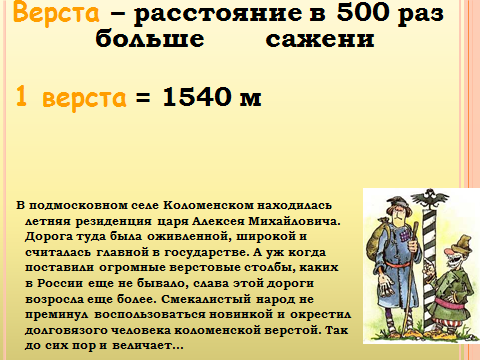 Верста – расстояние в 500 раз
больше сажени
1 верста = 1540 м
В подмосковном селе Коломенском находилась
летняя резиденция царя Алексея Михайловича.
Дорога туда была оживленной, широкой и
считалась главной в государстве. А уж когда
поставили огромные верстовые столбы, каких
в России еще не бывало, слава этой дороги
возросла еще более. Смекалистый народ не
преминул воспользоваться новинкой и окрестил
долговязого человека коломенской верстой. Так
до сих пор и величает...